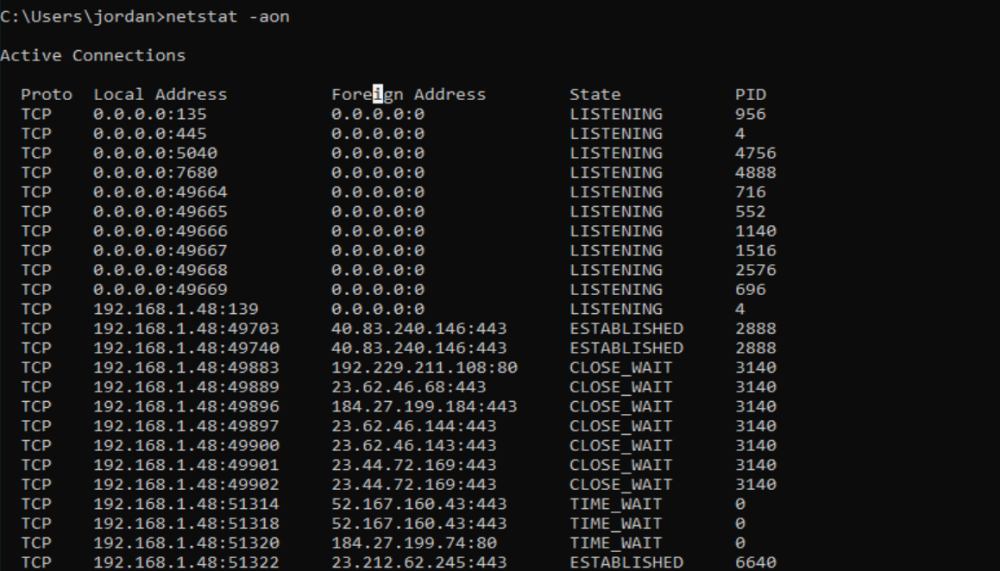 C:\Users\jordan>netstat -aon
Active Connections
Proto Local Address Foreign Address State PID
TCP 0.0.0.0:135 0.0.0.0:0 LISTENING 956
TCP 0.0.0.0:445 0.0.0.0:0 LISTENING 4
TCP 0.0.0.0:5040 0.0.0.0:0 LISTENING 4756
TCP 0.0.0.0:7680 0.0.0.0:0 LISTENING 4888
TCP 0.0.0.0:49664 0.0.0.0:0 LISTENING 716
TCP 0.0.0.0:49665 0.0.0.0:0 LISTENING 552
TCP 0.0.0.0:49666 0.0.0.0:0 LISTENING 1140
TCP 0.0.0.0:49667 0.0.0.0:0 LISTENING 1516
TCP 0.0.0.0:49668 0.0.0.0:0 LISTENING 2576
TCP 0.0.0.0:49669 0.0.0.0:0 LISTENING 696
TCP 192.168.1.48:139 0.0.0.0:0 LISTENING 4
TCP 192.168.1.48:49703 40.83.240.146:443 ESTABLISHED 2888
TCP 192.168.1.48:49740 40.83.240.146:443 ESTABLISHED 2888
TCP 192.168.1.48:49883 192.229.211.108:80 CLOSE_WAIT 3140
TCP 192.168.1.48:49889 23.62.46.68:443 CLOSE_WAIT 3140
TCP 192.168.1.48:49896 184.27.199.184:443 CLOSE_WAIT 3140
TCP 192.168.1.48:49897 23.62.46.144:443 CLOSE_WAIT 3140
TCP 192.168.1.48:49900 23.62.46.143:443 CLOSE_WAIT 3140
TCP 192.168.1.48:49901 23.44.72.169:443 CLOSE_WAIT 3140
TCP 192.168.1.48:49902 23.44.72.169:443 CLOSE_WAIT 3140
TCP 192.168.1.48:51314 52.167.160.43:443 TIME_WAIT 0
TCP 192.168.1.48:51318 52.167.160.43:443 TIME_WAIT 0
TCP 192.168.1.48:51320 184.27.199.74:80 TIME_WAIT 0
TCP 192.168.1.48:51322 23.212.62.245:443 ESTABLISHED 6640